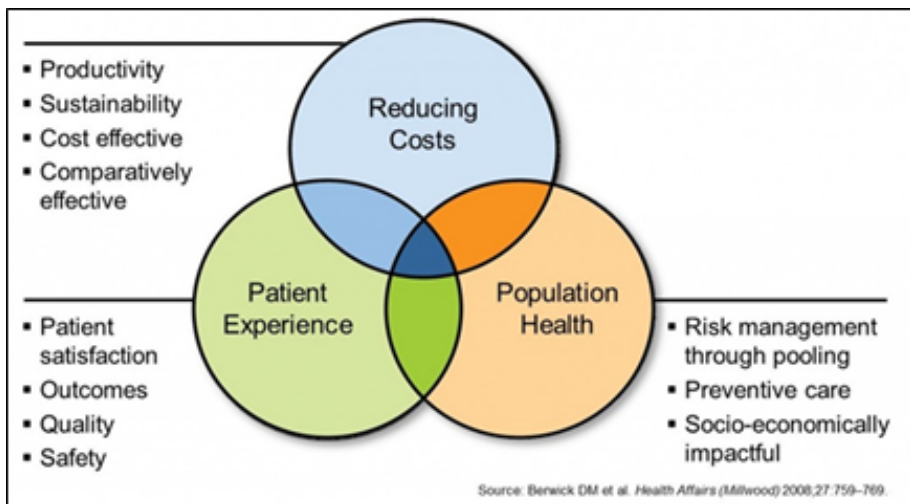 ▪ Productivity
▪ Sustainability
▪ Cost effective
▪ Comparatively
effective
Reducing
Costs
Patient
Experience
Population
Health
▪ Patient
satisfaction
▪ Outcomes
▪ Quality
▪ Safety
▪ Risk management
through pooling
▪ Preventive care
▪ Socio-economically
impactful
Source: Berwick DM et al. Health Affairs (Millwood) 2008;27:759–769.